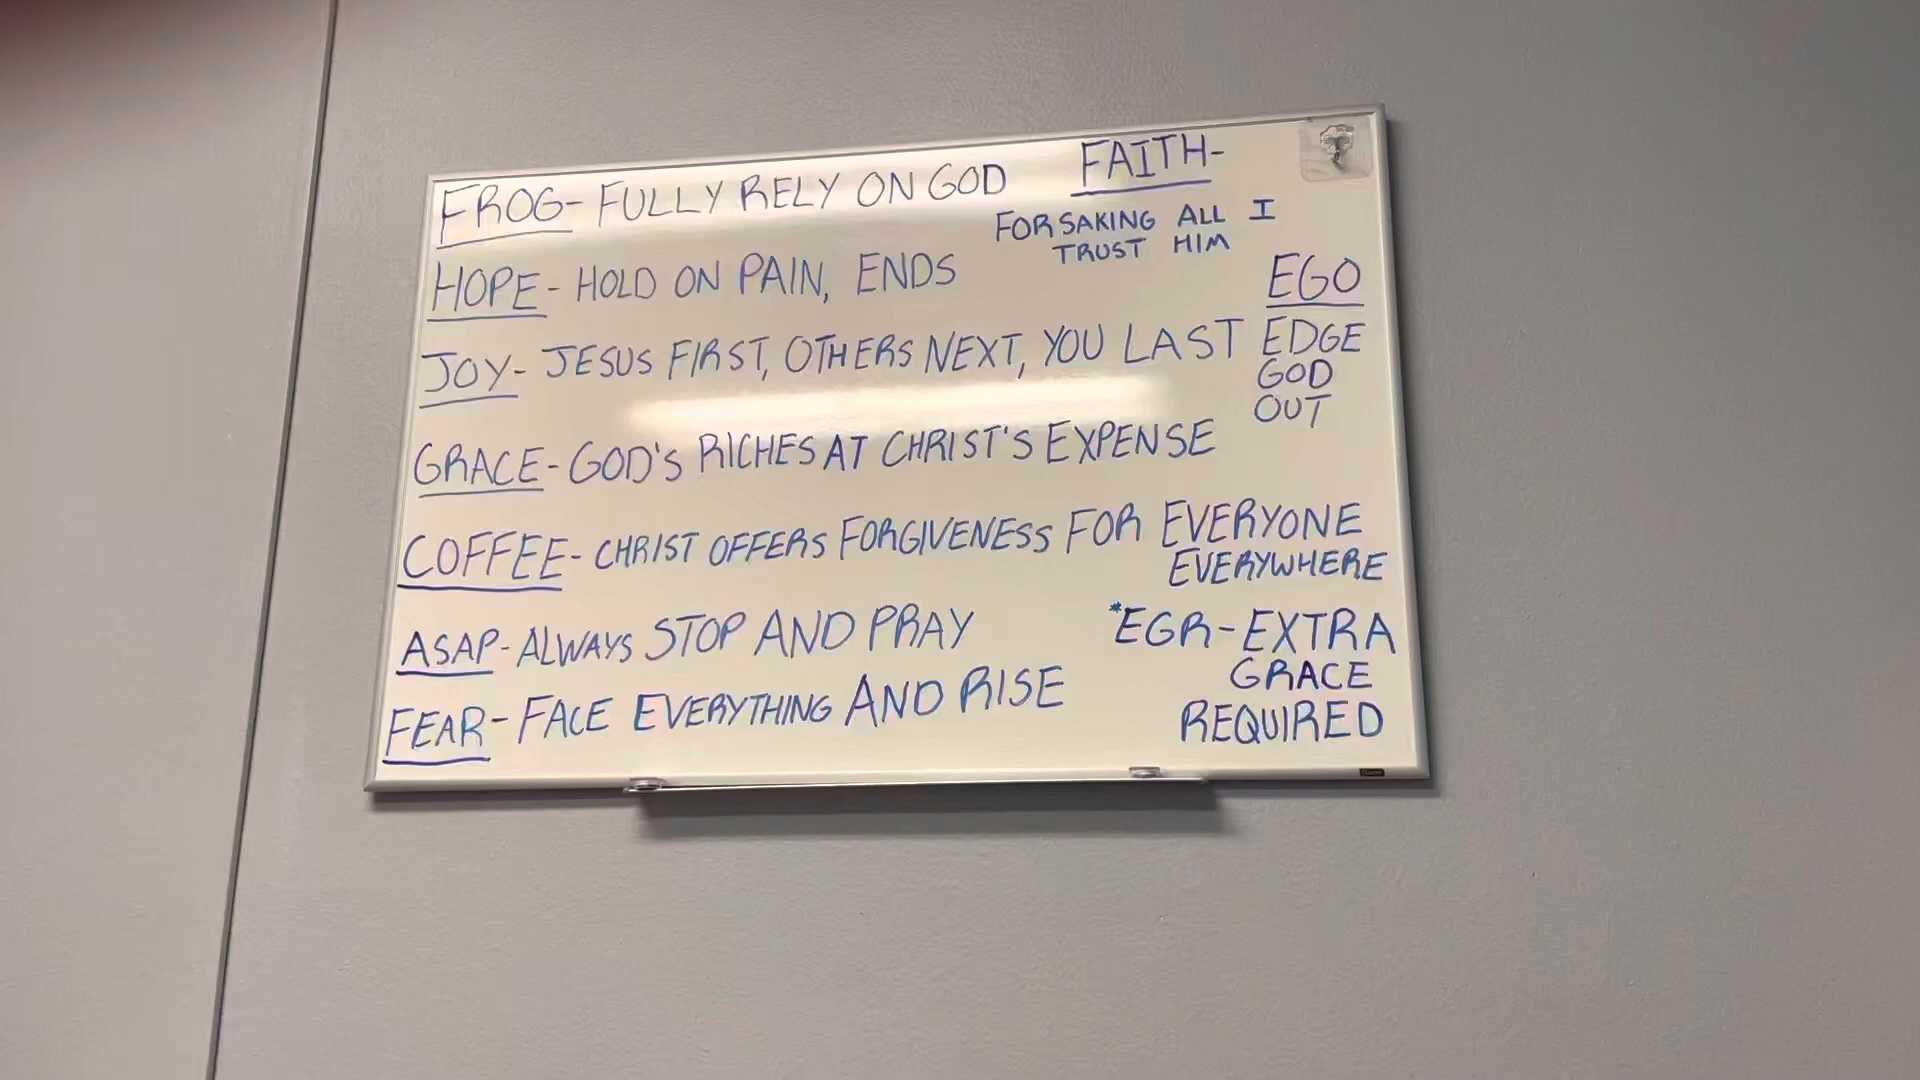 FROG- FULLY RELY ON GOD
FAITH-
FORSAKING ALL I
TRUST HIM
HOPE- HOLD ON PAIN, ENDS
EGO
EDGE
GOD
OUT
JOY- JESUS FIRST, OTHERS NEXT, YOU LAST
GRACE- GOD'S RICHES AT CHRIST'S EXPENSE
COFFEE- CHRIST OFFERS FORGIVENESS FOR EVERYONE
EVERYWHERE
ASAP- ALWAYS STOP AND PRAY
*EGR- EXTRA
GRACE
REQUIRED
FEAR- FACE EVERYTHING AND RISE